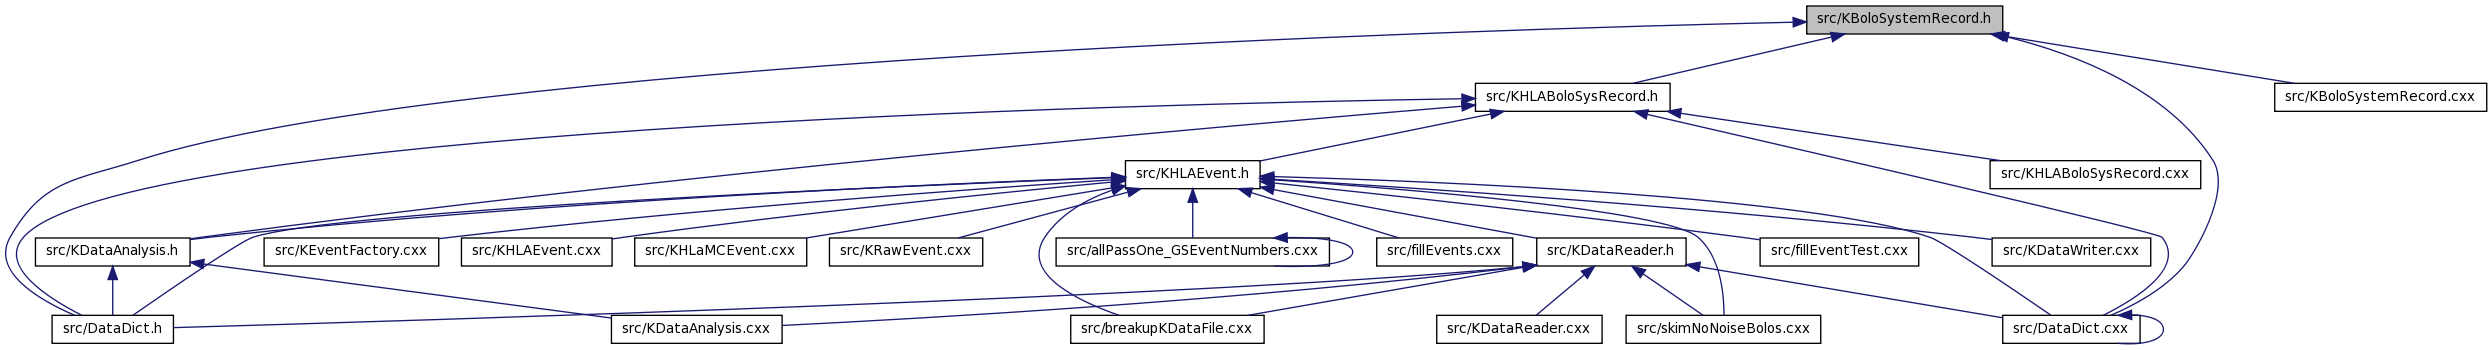 src/KBoloSystemRecord.h
src/KHLABoloSysRecord.h
src/KBoloSystemRecord.cxx
src/KHLAEvent.h
src/KHLABoloSysRecord.cxx
src/KDataAnalysis.h
src/KEventFactory.cxx
src/KHLAEvent.cxx
src/KHLaMCEvent.cxx
src/KRawEvent.cxx
src/allPassOne_GSEventNumbers.cxx
src/fillEvents.cxx
src/KDataReader.h
src/fillEventTest.cxx
src/KDataWriter.cxx
src/DataDict.h
src/KDataAnalysis.cxx
src/breakupKDataFile.cxx
src/KDataReader.cxx
src/skimNoNoiseBolos.cxx
src/DataDict.cxx